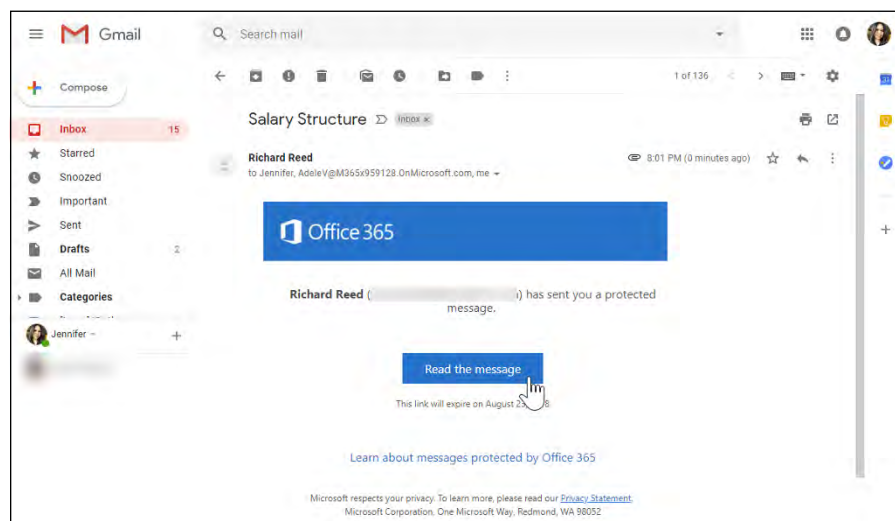 Gmail
Search mail
Compose
1 of 136
Inbox 15
Starred
Snoozed
Important
Sent
Drafts 2
All Mail
Categories
Jennifer
Salary Structure Inbox x
Richard Reed
8:01 PM (0 minutes ago)
to Jennifer, AdeleV@M365x959128.OnMicrosoft.com, me
Office 365
Richard Reed ( ) has sent you a protected
message.
Read the message
This link will expire on August
Learn about messages protected by Office 365
Microsoft respects your privacy. To learn more, please read our Privacy Statement.
Microsoft Corporation, One Microsoft Way, Redmond, WA 98052